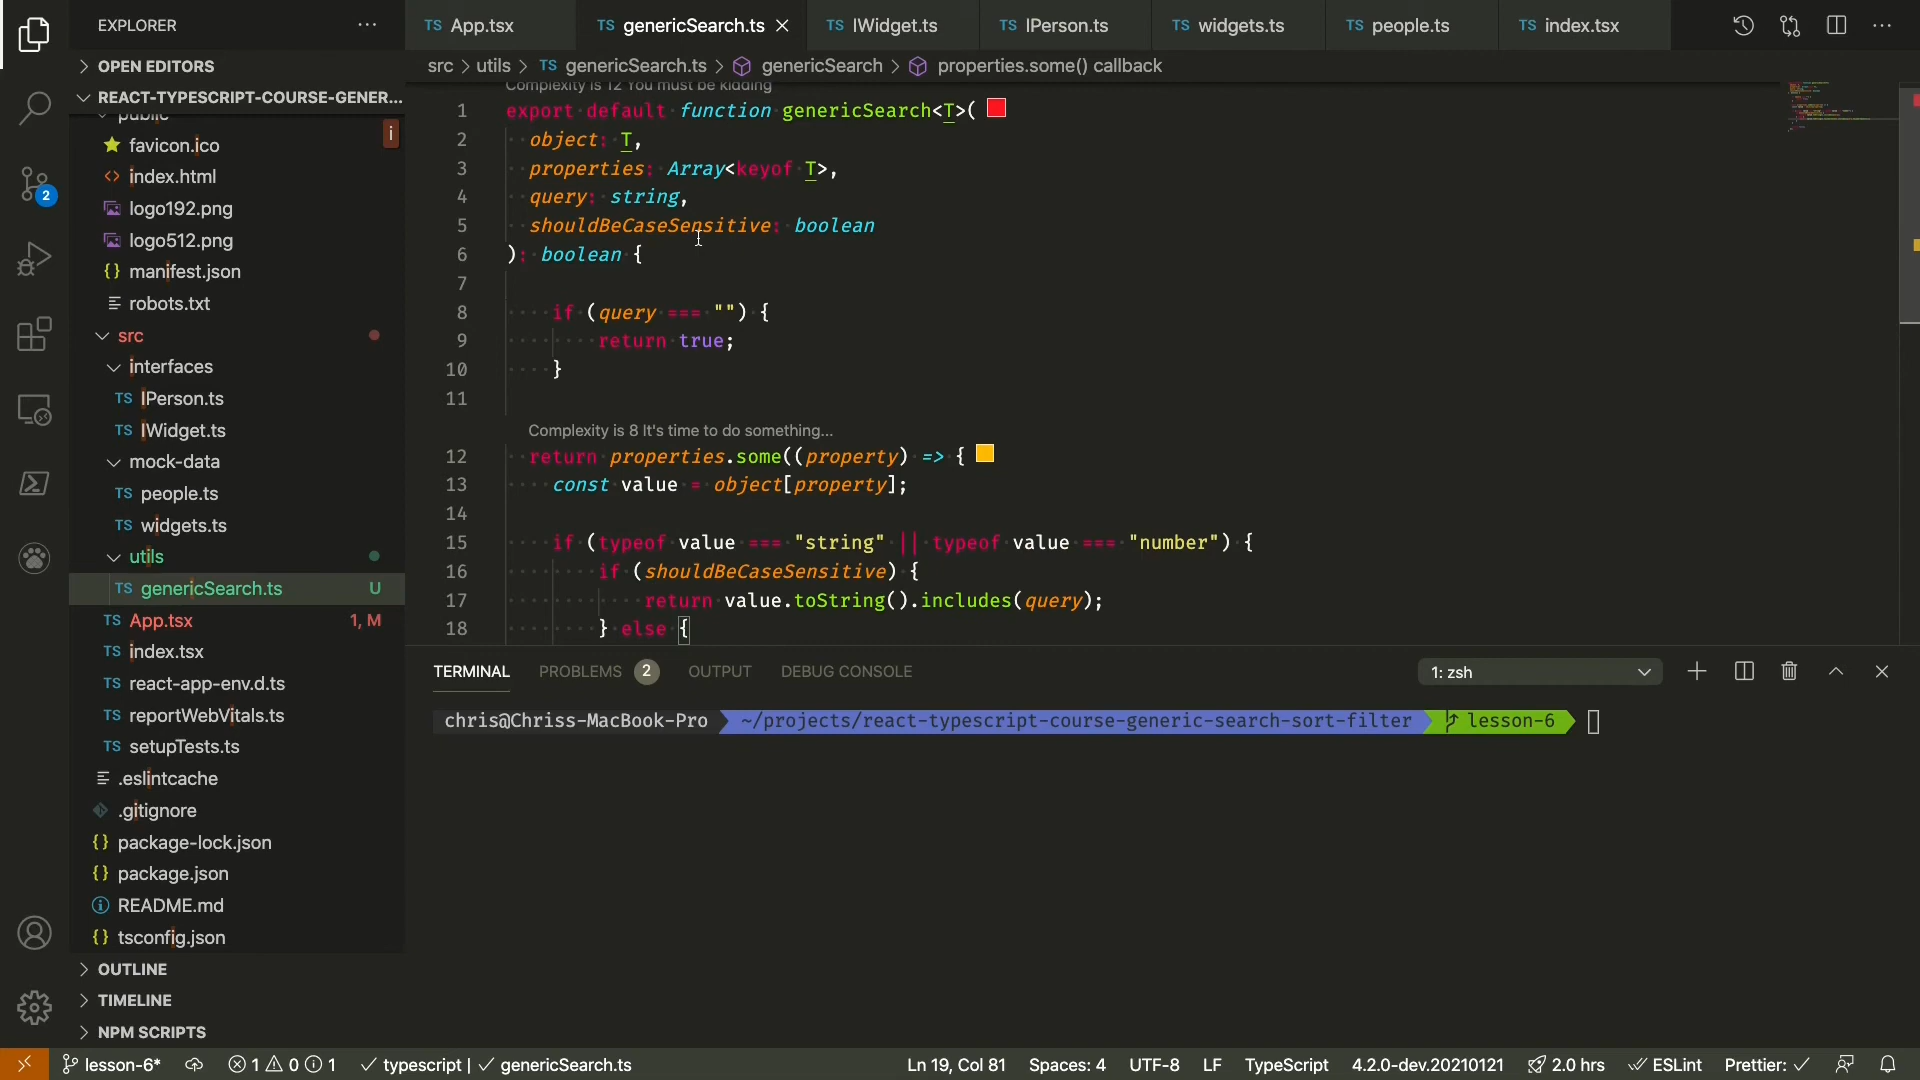 EXPLORER
OPEN EDITORS
REACT-TYPESCRIPT-COURSE-GENER...
public
favicon.ico
i
index.html
logo192.png
logo512.png
manifest.json
robots.txt
src
interfaces
IPerson.ts
IWidget.ts
mock-data
people.ts
widgets.ts
utils
genericSearch.ts U
App.tsx 1, M
index.tsx
react-app-env.d.ts
reportWebVitals.ts
setupTests.ts
.eslintcache
.gitignore
package-lock.json
package.json
README.md
tsconfig.json
OUTLINE
TIMELINE
NPM SCRIPTS
2
TS App.tsx TS genericSearch.ts TS IWidget.ts TS IPerson.ts TS widgets.ts TS people.ts TS index.tsx
src > utils > TS genericSearch.ts > genericSearch > properties.some() callback
Complexity is 12 You must be kidding
1 export default function genericSearch<T>(
2 object: T,
3 properties: Array<keyof T>,
4 query: string,
5 shouldBeCaseSensitive: boolean
6 ): boolean {
7
8 if (query === "") {
9 return true;
10 }
11
Complexity is 8 It's time to do something...
12 return properties.some((property) => {
13 const value = object[property];
14
15 if (typeof value === "string" || typeof value === "number") {
16 if (shouldBeCaseSensitive) {
17 return value.toString().includes(query);
18 } else {
TERMINAL PROBLEMS 2 OUTPUT DEBUG CONSOLE 1: zsh
chris@Chriss-MacBook-Pro ~/projects/react-typescript-course-generic-search-sort-filter lesson-6
lesson-6* 1 0 1 typescript | genericSearch.ts Ln 19, Col 81 Spaces: 4 UTF-8 LF TypeScript 4.2.0-dev.20210121 2.0 hrs ESLint Prettier: ✓